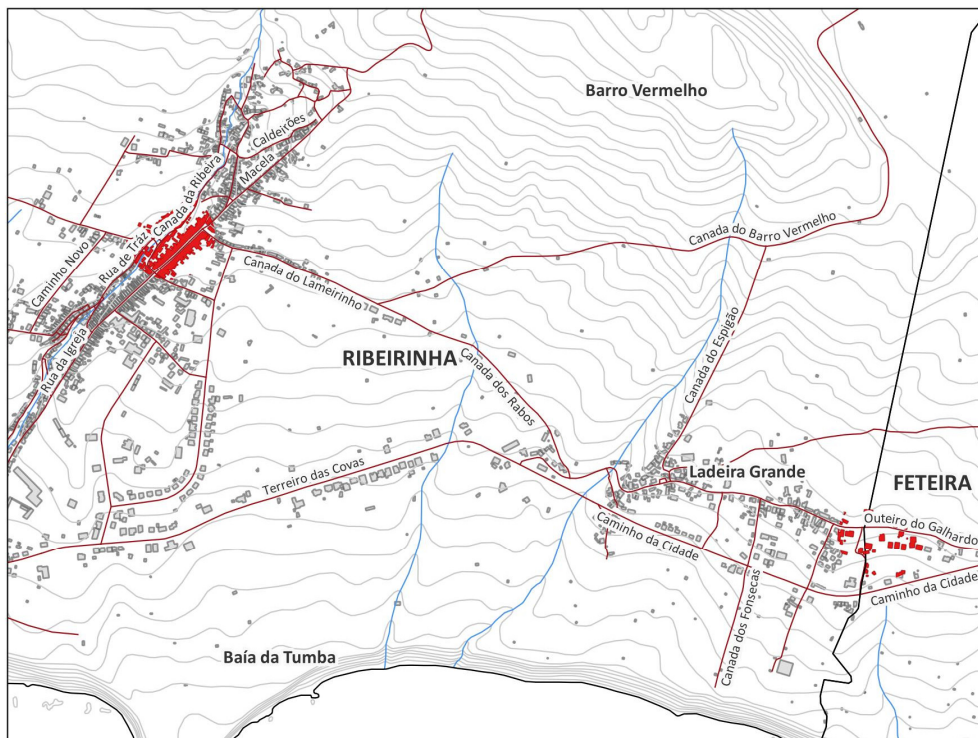 Barro Vermelho
Caldeirões
Macela
Canada da Ribeira
Rua de Tráz
Caminho Novo
Canada do Barro Vermelho
Canada do Lameirinho
Rua da Igreja
RIBEIRINHA
Canada dos Rabos
Canada do Espigão
Terreiro das Covas
Ladeira Grande
FETEIRA
Outeiro do Galhardo
Caminho da Cidade
Caminho da Cidade
Canada dos Fonsecas
Baía da Tumba